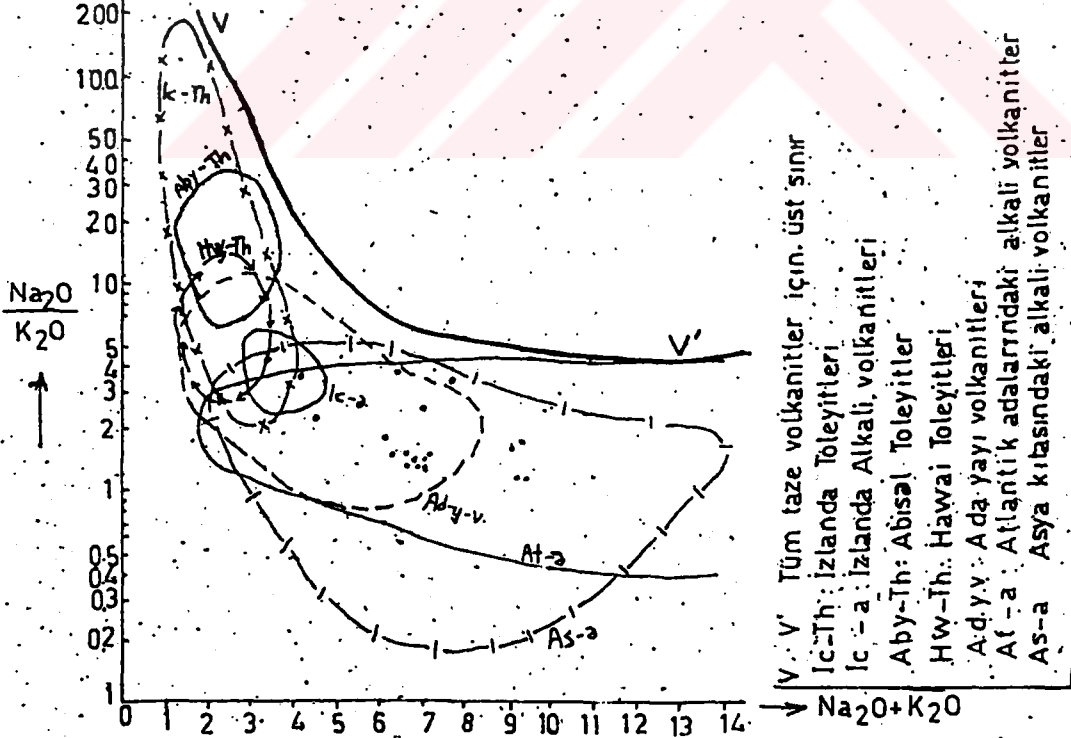 200
100
50
40
30
20
10
5
4
3
2
1
0.5
0.4
0.3
02
1
Na₂O
K₂O
V
Ic-Th
Aby-Th
Hw-Th
Ic-a
V'
Ad-y-v.
At-a
As-a
0 1 2 3 4 5 6 7 8 9 10 11 12 13 14
Na₂O+K₂O
V. V' Tüm taze volkanitler için üst sınır
Ic-Th: İzlanda Toleyitleri
Ic-a: İzlanda Alkali volkanitleri
Aby-Th: Abisal Toleyitler
Hw-Th: Hawai Toleyitleri
Ad.y.v: Ada yayı volkanitleri
Af-a: Atlantik adalarındaki alkali volkanitler
As-a Asya kıtasındaki alkali volkanitler